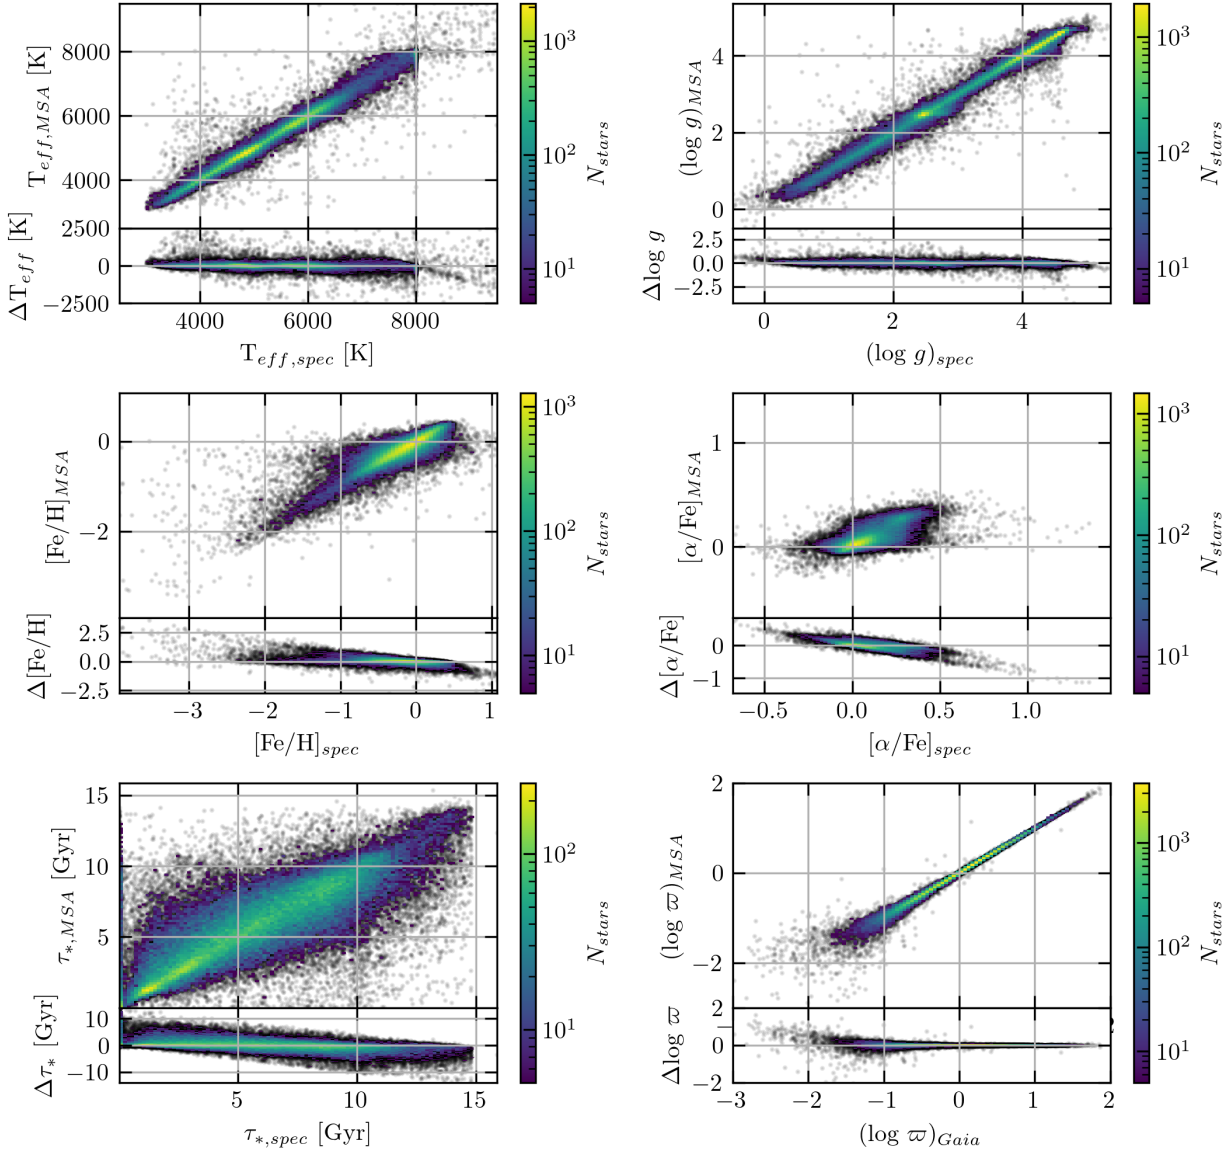 8000
6000
4000
T_{eff,MSA} [K]
2500
0
−2500
ΔT_{eff} [K]
4000 6000 8000
T_{eff,spec} [K]
10^3
10^2
10^1
N_{stars}
4
2
0
(log g)_{MSA}
2.5
0.0
−2.5
Δlog g
0 2 4
(log g)_{spec}
10^3
10^2
10^1
N_{stars}
0
−2
[Fe/H]_{MSA}
2.5
0.0
−2.5
Δ[Fe/H]
−3 −2 −1 0 1
[Fe/H]_{spec}
10^3
10^2
10^1
N_{stars}
1
0
[α/Fe]_{MSA}
0
−1
Δ[α/Fe]
−0.5 0.0 0.5 1.0
[α/Fe]_{spec}
10^3
10^2
10^1
N_{stars}
15
10
5
τ_{*,MSA} [Gyr]
10
0
−10
Δτ_* [Gyr]
5 10 15
τ_{*,spec} [Gyr]
10^2
10^1
N_{stars}
2
0
−2
(log ϖ)_{MSA}
2
0
−2
Δlog ϖ
−3 −2 −1 0 1 2
(log ϖ)_{Gaia}
10^3
10^2
10^1
N_{stars}